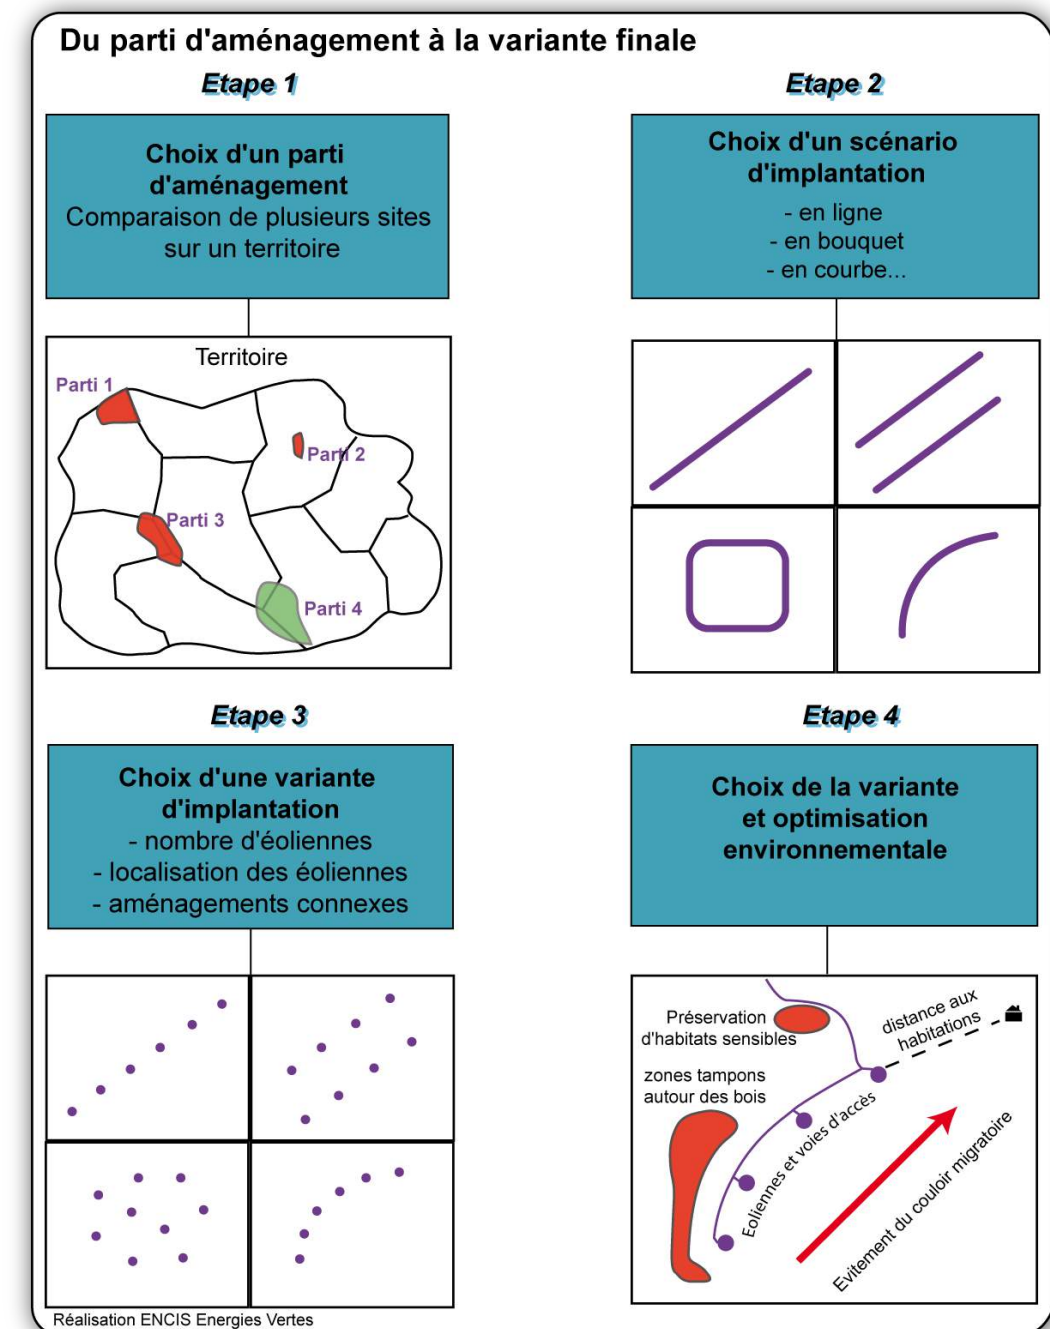 Du parti d'aménagement à la variante finale
Etape 1
Choix d'un parti
d'aménagement
Comparaison de plusieurs sites
sur un territoire
Territoire
Parti 1
Parti 2
Parti 3
Parti 4
Etape 2
Choix d'un scénario
d'implantation
- en ligne
- en bouquet
- en courbe...
Etape 3
Choix d'une variante
d'implantation
- nombre d'éoliennes
- localisation des éoliennes
- aménagements connexes
Etape 4
Choix de la variante
et optimisation
environnementale
Préservation
d'habitats sensibles
distance aux
habitations
zones tampons
autour des bois
Eoliennes et voies d'accès
Evitement du couloir migratoire
Réalisation ENCIS Energies Vertes